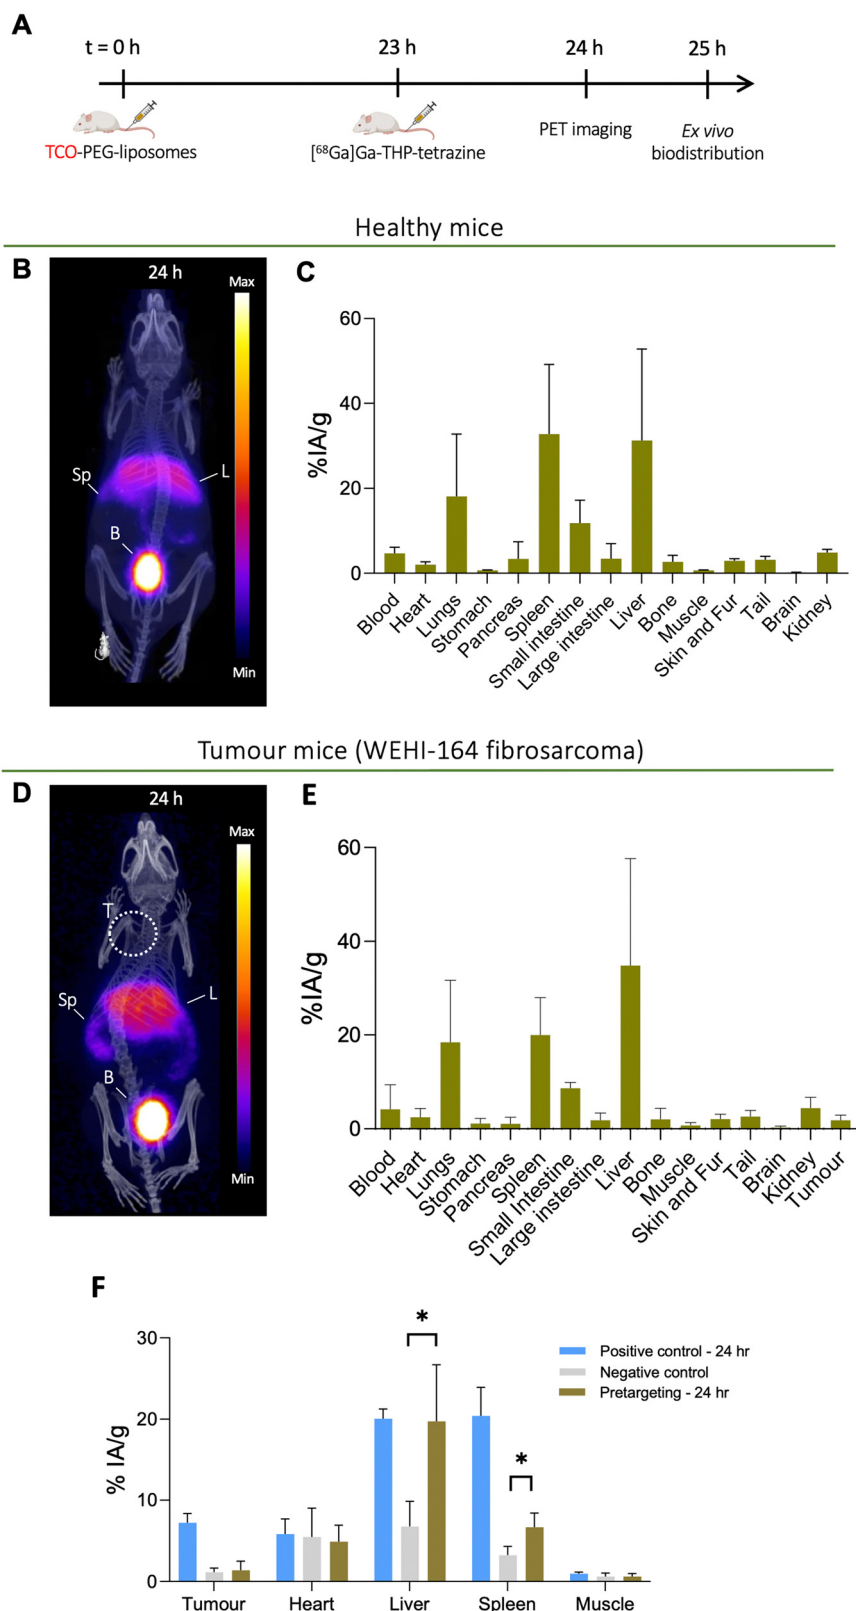 A
t = 0 h
23 h
24 h
25 h
TCO-PEG-liposomes
[⁶⁸Ga]Ga-THP-tetrazine
PET imaging
Ex vivo
biodistribution
Healthy mice
B
24 h
Max
Sp
L
B
Min
C
%IA/g
60
40
20
0
Blood
Heart
Lungs
Stomach
Pancreas
Spleen
Small intestine
Large intestine
Liver
Bone
Muscle
Skin and Fur
Tail
Brain
Kidney
Tumour mice (WEHI-164 fibrosarcoma)
D
24 h
Max
T
Sp
L
B
Min
E
%IA/g
60
40
20
0
Blood
Heart
Lungs
Stomach
Pancreas
Spleen
Small Intestine
Large instestine
Liver
Bone
Muscle
Skin and Fur
Tail
Brain
Kidney
Tumour
F
% IA/g
30
20
10
0
*
*
Positive control - 24 hr
Negative control
Pretargeting - 24 hr
Tumour
Heart
Liver
Spleen
Muscle